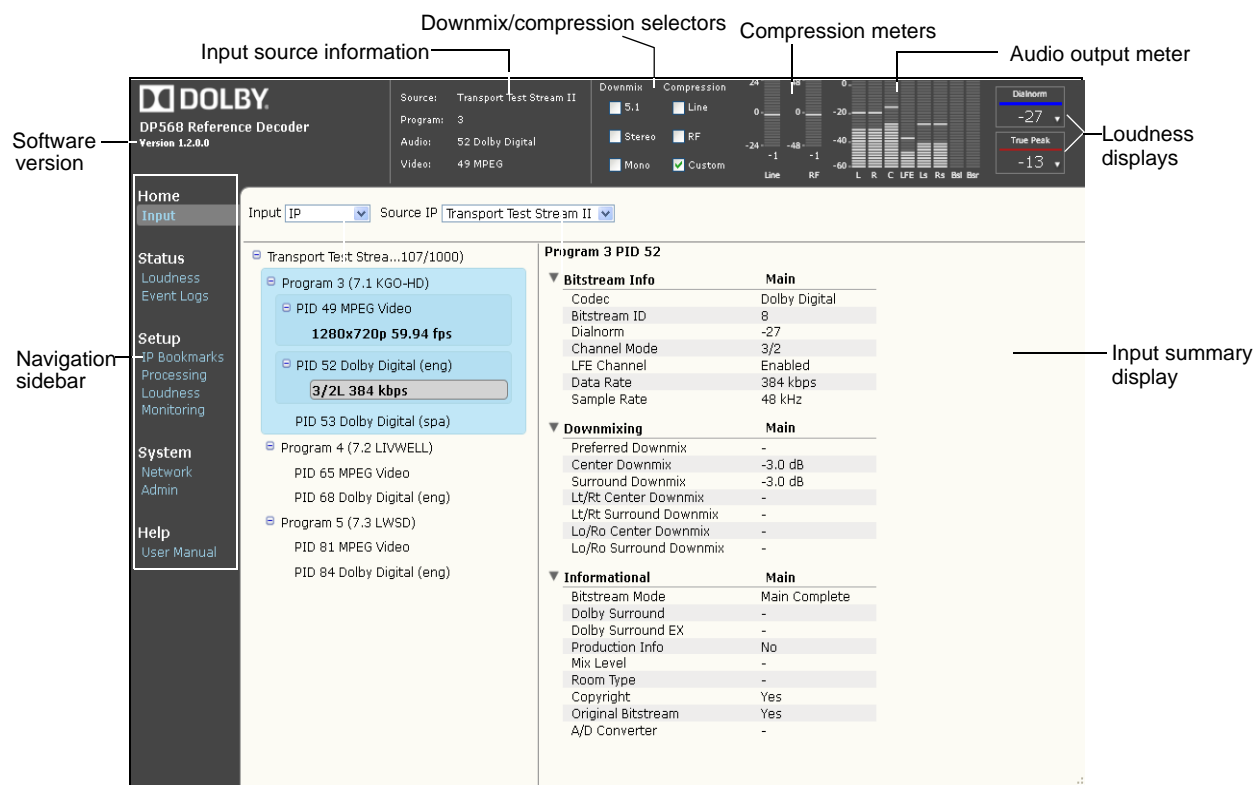 Downmix/compression selectors
Input source information
Compression meters
Audio output meter
Software version
Navigation sidebar
Loudness displays
Input summary display
DOLBY.
DP568 Reference Decoder
Version 1.2.0.0
Source: Transport Test Stream II
Program: 3
Audio: 52 Dolby Digital
Video: 49 MPEG
Downmix Compression
5.1 Line
Stereo RF
Mono Custom
24
0-
-24-
-1
Line
0-
-48-
-1
RF
0-
-20-
-40-
-60
L R C LFE Ls Rs Bsl Bsr
Dialnorm
-27
True Peak
-13
Home
Input
Status
Loudness
Event Logs
Setup
IP Bookmarks
Processing
Loudness
Monitoring
System
Network
Admin
Help
User Manual
Input IP Source IP Transport Test Stream II
Transport Test Strea...107/1000)
Program 3 (7.1 KGO-HD)
PID 49 MPEG Video
1280x720p 59.94 fps
PID 52 Dolby Digital (eng)
3/2L 384 kbps
PID 53 Dolby Digital (spa)
Program 4 (7.2 LIVWELL)
PID 65 MPEG Video
PID 68 Dolby Digital (eng)
Program 5 (7.3 LWSD)
PID 81 MPEG Video
PID 84 Dolby Digital (eng)
Program 3 PID 52
Bitstream Info Main
Codec Dolby Digital
Bitstream ID 8
Dialnorm -27
Channel Mode 3/2
LFE Channel Enabled
Data Rate 384 kbps
Sample Rate 48 kHz
Downmixing Main
Preferred Downmix -
Center Downmix -3.0 dB
Surround Downmix -3.0 dB
Lt/Rt Center Downmix -
Lt/Rt Surround Downmix -
Lo/Ro Center Downmix -
Lo/Ro Surround Downmix -
Informational Main
Bitstream Mode Main Complete
Dolby Surround -
Dolby Surround EX -
Production Info No
Mix Level -
Room Type -
Copyright Yes
Original Bitstream Yes
A/D Converter -